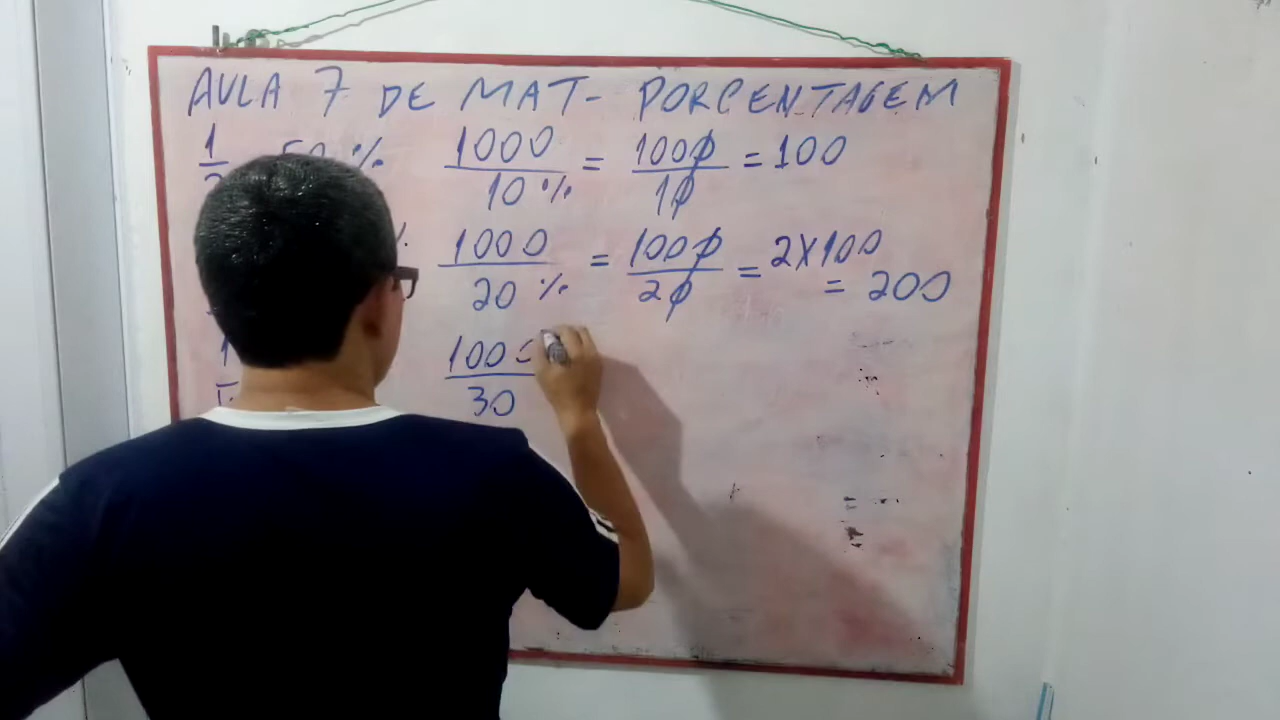 AULA 7 DE MAT- PORCENTAGEM
1 50 % 1000/10 % = 1000/10 = 100
% 1000/20 % = 1000/20 = 2X100
= 200
1 1000/30